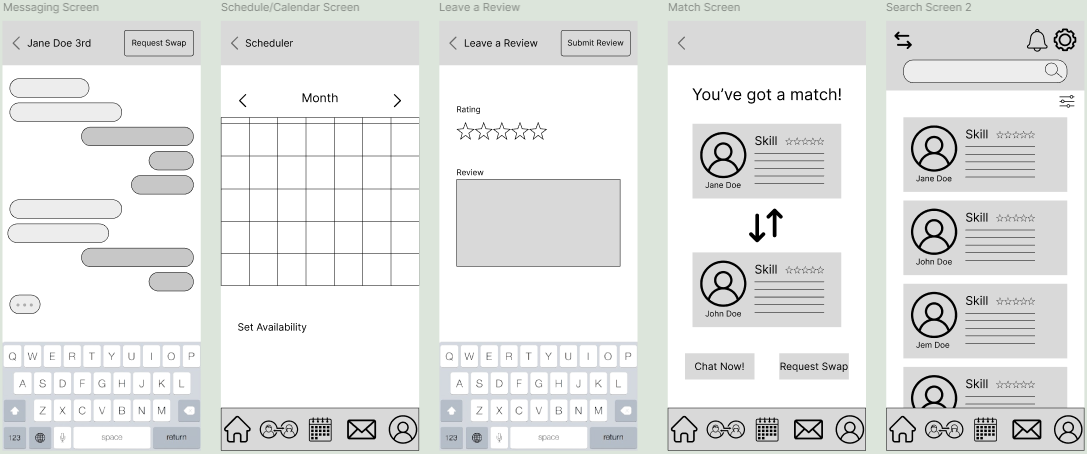 Messaging Screen
Schedule/Calendar Screen
Leave a Review
Match Screen
Search Screen 2
Jane Doe 3rd
Request Swap
Q W E R T Y U I O P
A S D F G H J K L
Z X C V B N M
123 space return
Scheduler
Month
Set Availability
Leave a Review
Submit Review
Rating
Review
Q W E R T Y U I O P
A S D F G H J K L
Z X C V B N M
123 space return
You've got a match!
Skill
Jane Doe
Skill
John Doe
Chat Now!
Request Swap
Skill
Jane Doe
Skill
John Doe
Skill
Jem Doe
Skill